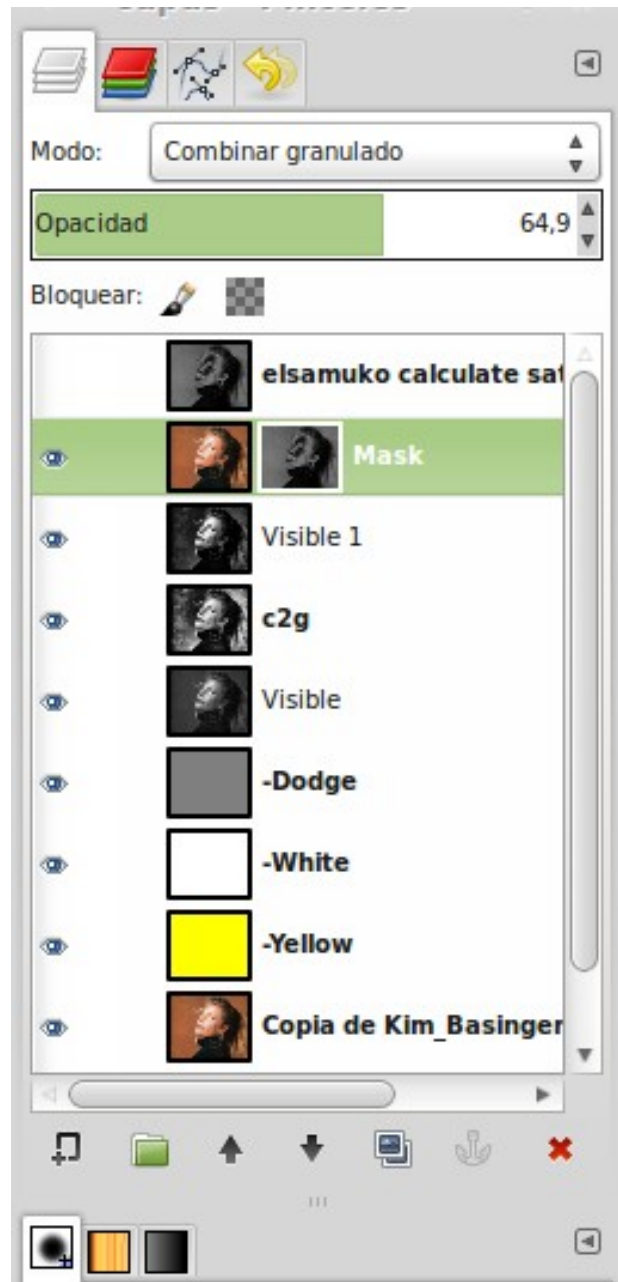 Modo: Combinar granulado
Opacidad 64,9
Bloquear:
elsamuko calculate sat
Mask
Visible 1
c2g
Visible
-Dodge
-White
-Yellow
Copia de Kim_Basinger